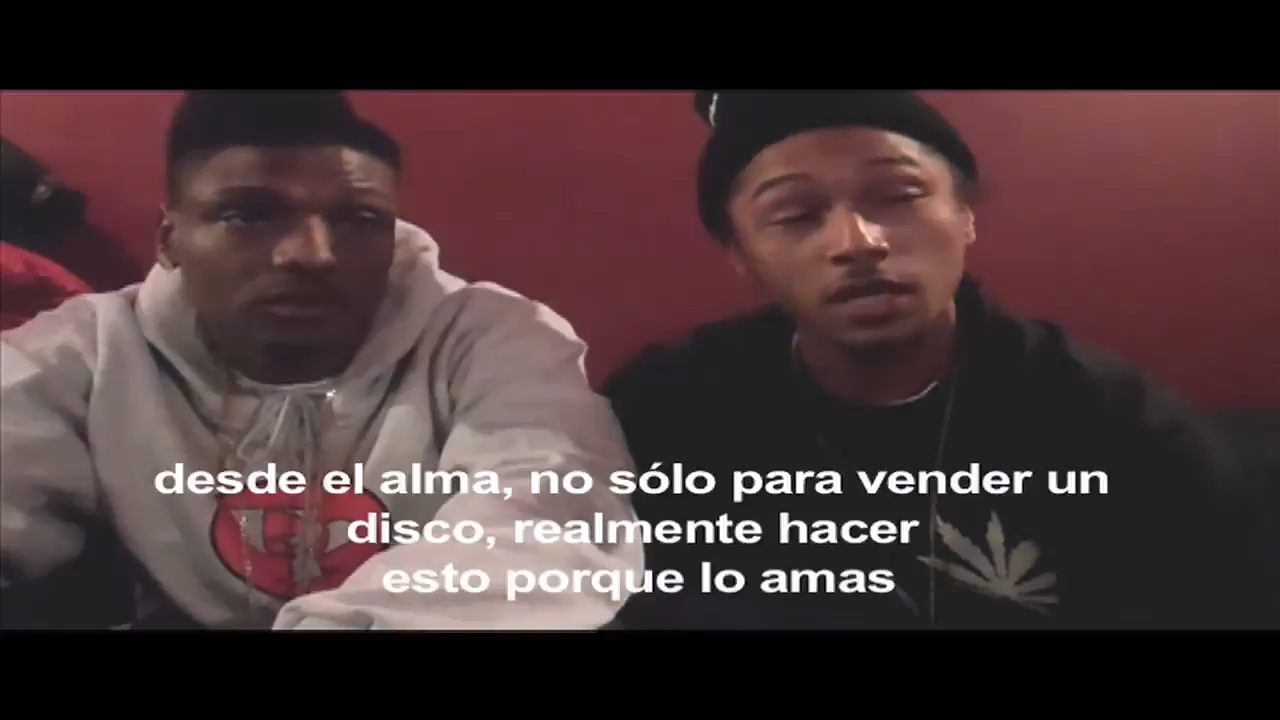 desde el alma, no sólo para vender un
disco, realmente hacer
esto porque lo amas